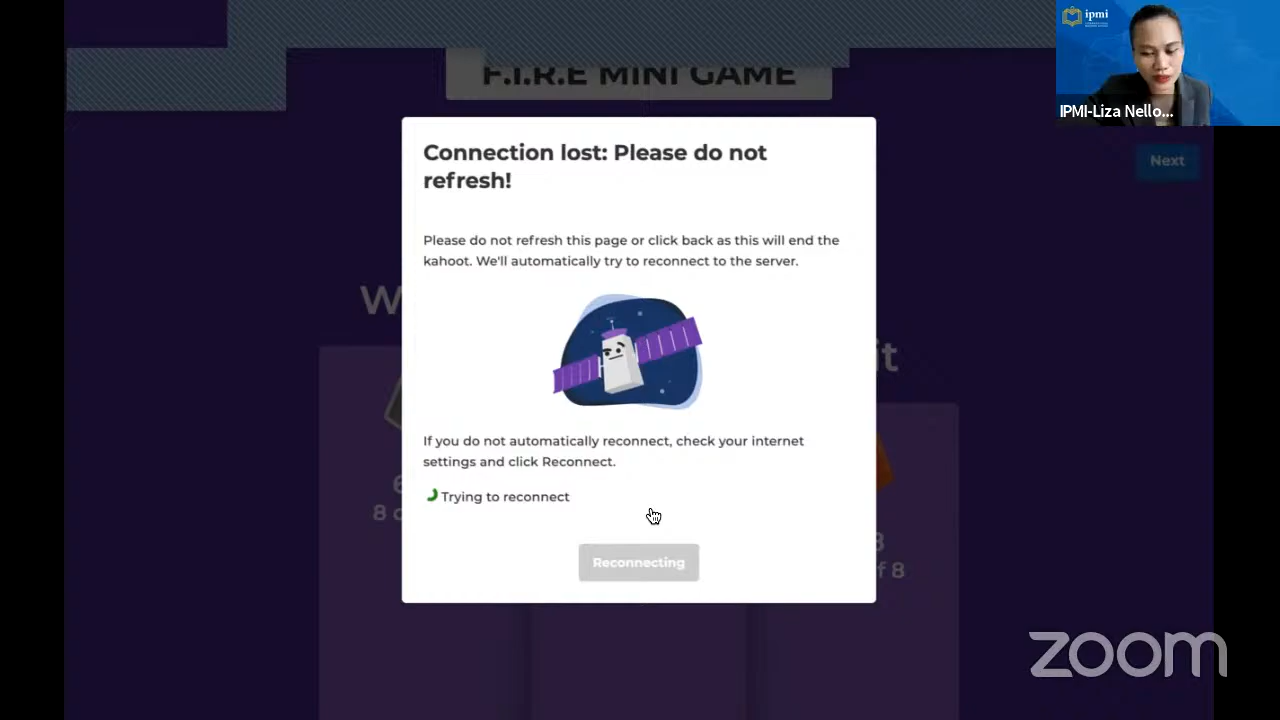 ipmi
F.I.R.E MINI GAME
IPMI-Liza Nello...
Connection lost: Please do not
refresh!
Next
Please do not refresh this page or click back as this will end the
kahoot. We'll automatically try to reconnect to the server.
If you do not automatically reconnect, check your internet
settings and click Reconnect.
Trying to reconnect
Reconnecting
zoom